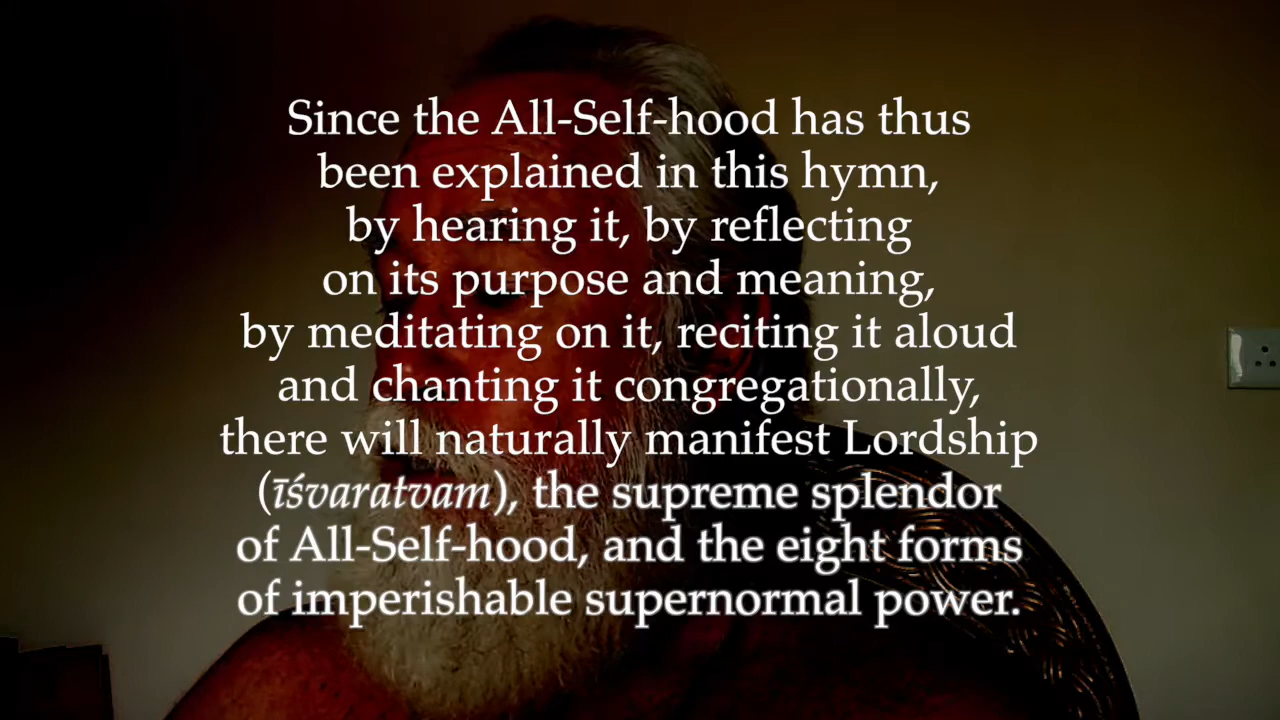 Since the All-Self-hood has thus
been explained in this hymn,
by hearing it, by reflecting
on its purpose and meaning,
by meditating on it, reciting it aloud
and chanting it congregationally,
there will naturally manifest Lordship
(īśvaratvam), the supreme splendor
of All-Self-hood, and the eight forms
of imperishable supernormal power.